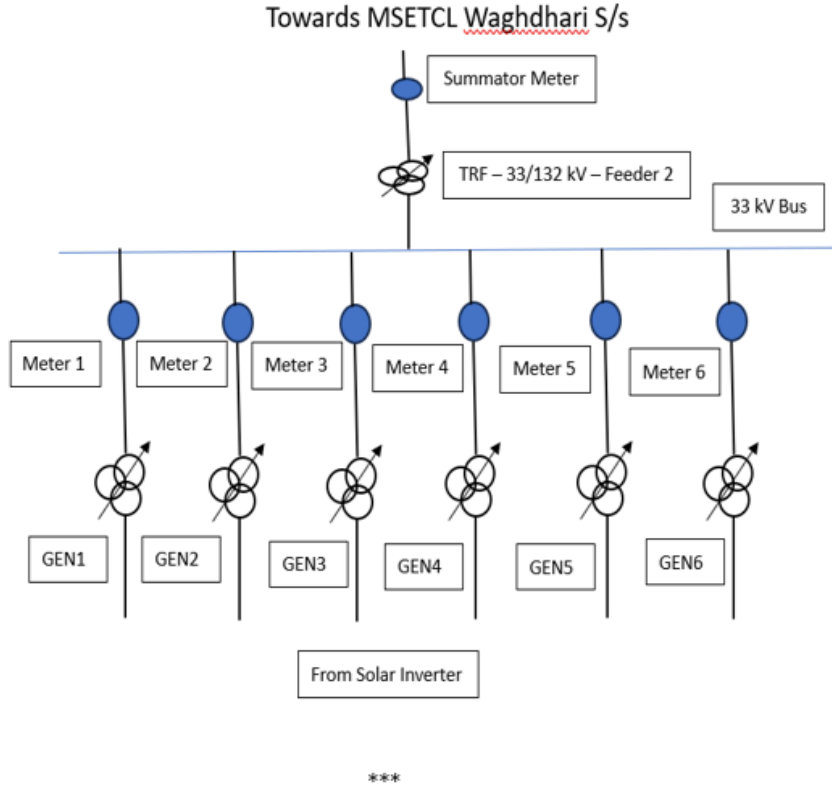 Towards MSETCL Waghdhari S/s
Summator Meter
TRF – 33/132 kV – Feeder 2
33 kV Bus
Meter 1
Meter 2
Meter 3
Meter 4
Meter 5
Meter 6
GEN1
GEN2
GEN3
GEN4
GEN5
GEN6
From Solar Inverter
***